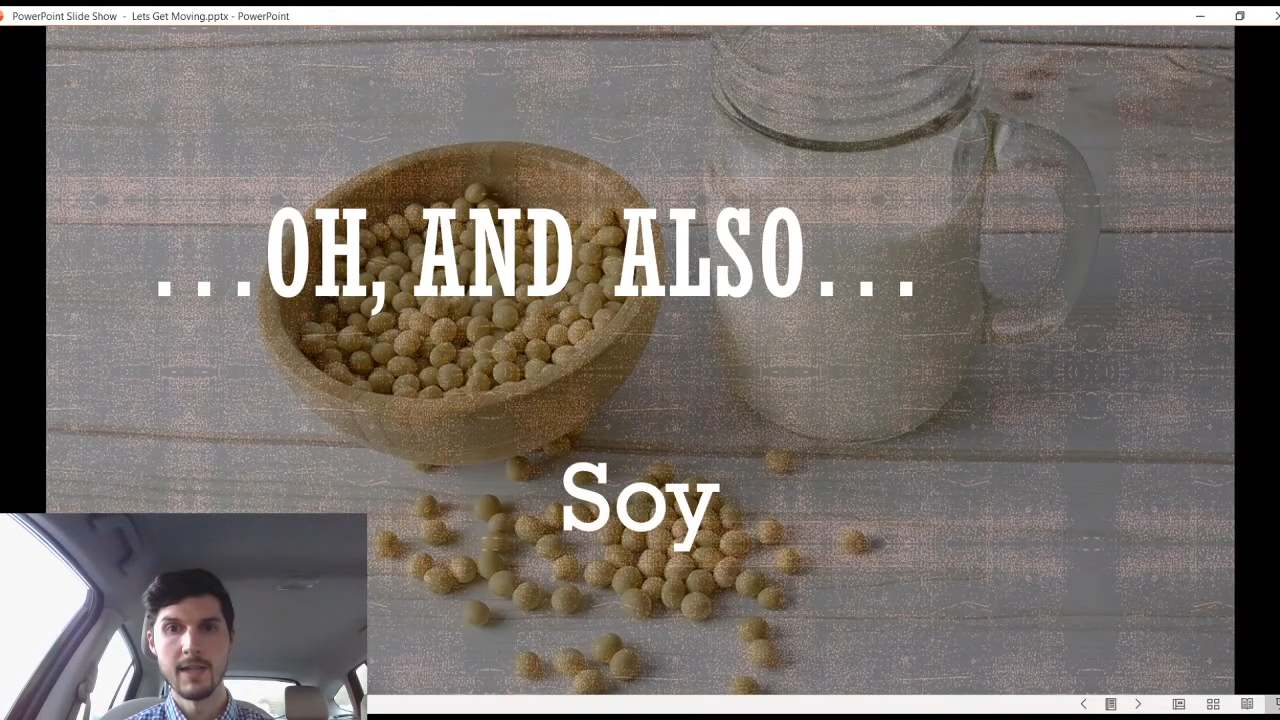 PowerPoint Slide Show - Lets Get Moving.pptx - PowerPoint
...OH, AND ALSO...
Soy